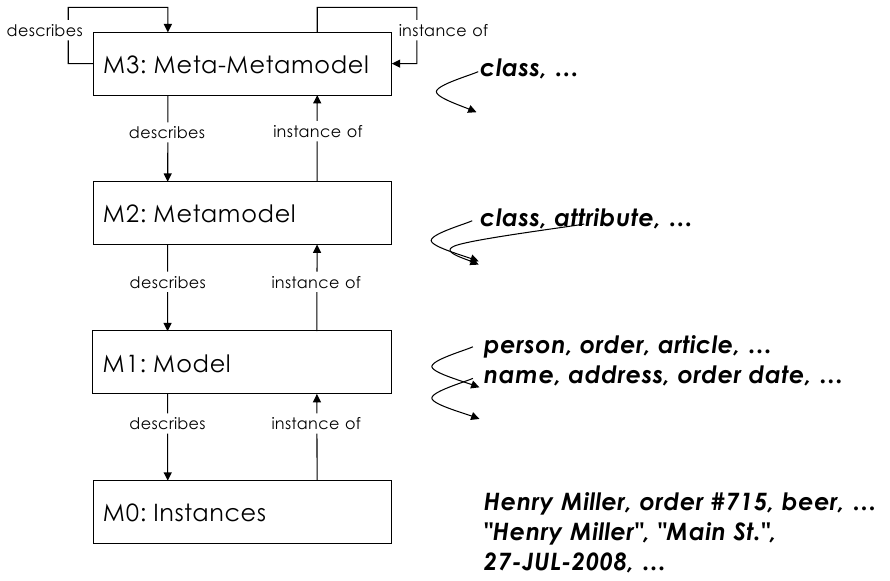 describes
instance of
M3: Meta-Metamodel
class, ...
describes
instance of
M2: Metamodel
class, attribute, ...
describes
instance of
M1: Model
person, order, article, ...
name, address, order date, ...
describes
instance of
M0: Instances
Henry Miller, order #715, beer, ...
"Henry Miller", "Main St.",
27-JUL-2008, ...